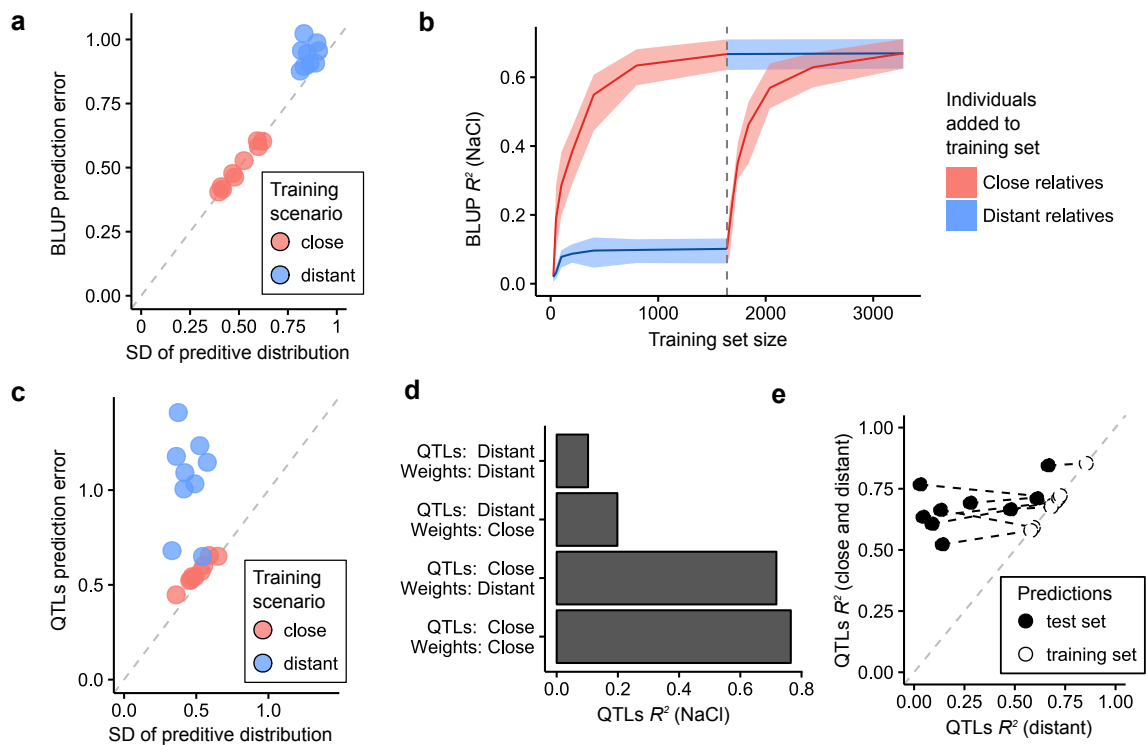 a
BLUP prediction error
1.00
0.75
0.50
0.25
0.00
0
0.25
0.50
0.75
1
SD of preditive distribution
Training
scenario
close
distant
b
BLUP R² (NaCl)
0.6
0.4
0.2
0.0
0
1000
2000
3000
Training set size
Individuals
added to
training set
Close relatives
Distant relatives
c
QTLs prediction error
1.0
0.5
0.0
0.0
0.5
1.0
SD of preditive distribution
Training
scenario
close
distant
d
QTLs: Distant
Weights: Distant
QTLs: Distant
Weights: Close
QTLs: Close
Weights: Distant
QTLs: Close
Weights: Close
0.0
0.2
0.4
0.6
0.8
QTLs R² (NaCl)
e
QTLs R² (close and distant)
1.00
0.75
0.50
0.25
0.00
0.00
0.25
0.50
0.75
1.00
QTLs R² (distant)
Predictions
test set
training set